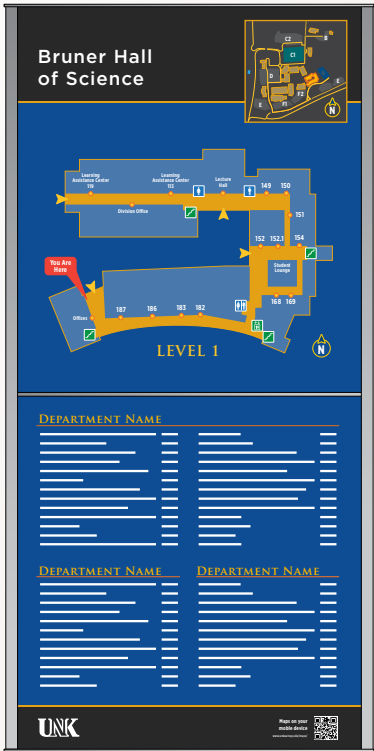 Bruner Hall
of Science
C2
B
C1
D
E
F2
F1
E
N
Learning
Assistance Center
119
Learning
Assistance Center
113
Lecture
Hall
149
150
Division Office
151
152
152.1
154
You Are
Here
Student
Lounge
168
169
Offices
187
186
183
182
LEVEL 1
N
DEPARTMENT NAME
DEPARTMENT NAME
DEPARTMENT NAME
UNK
Maps on your
mobile device